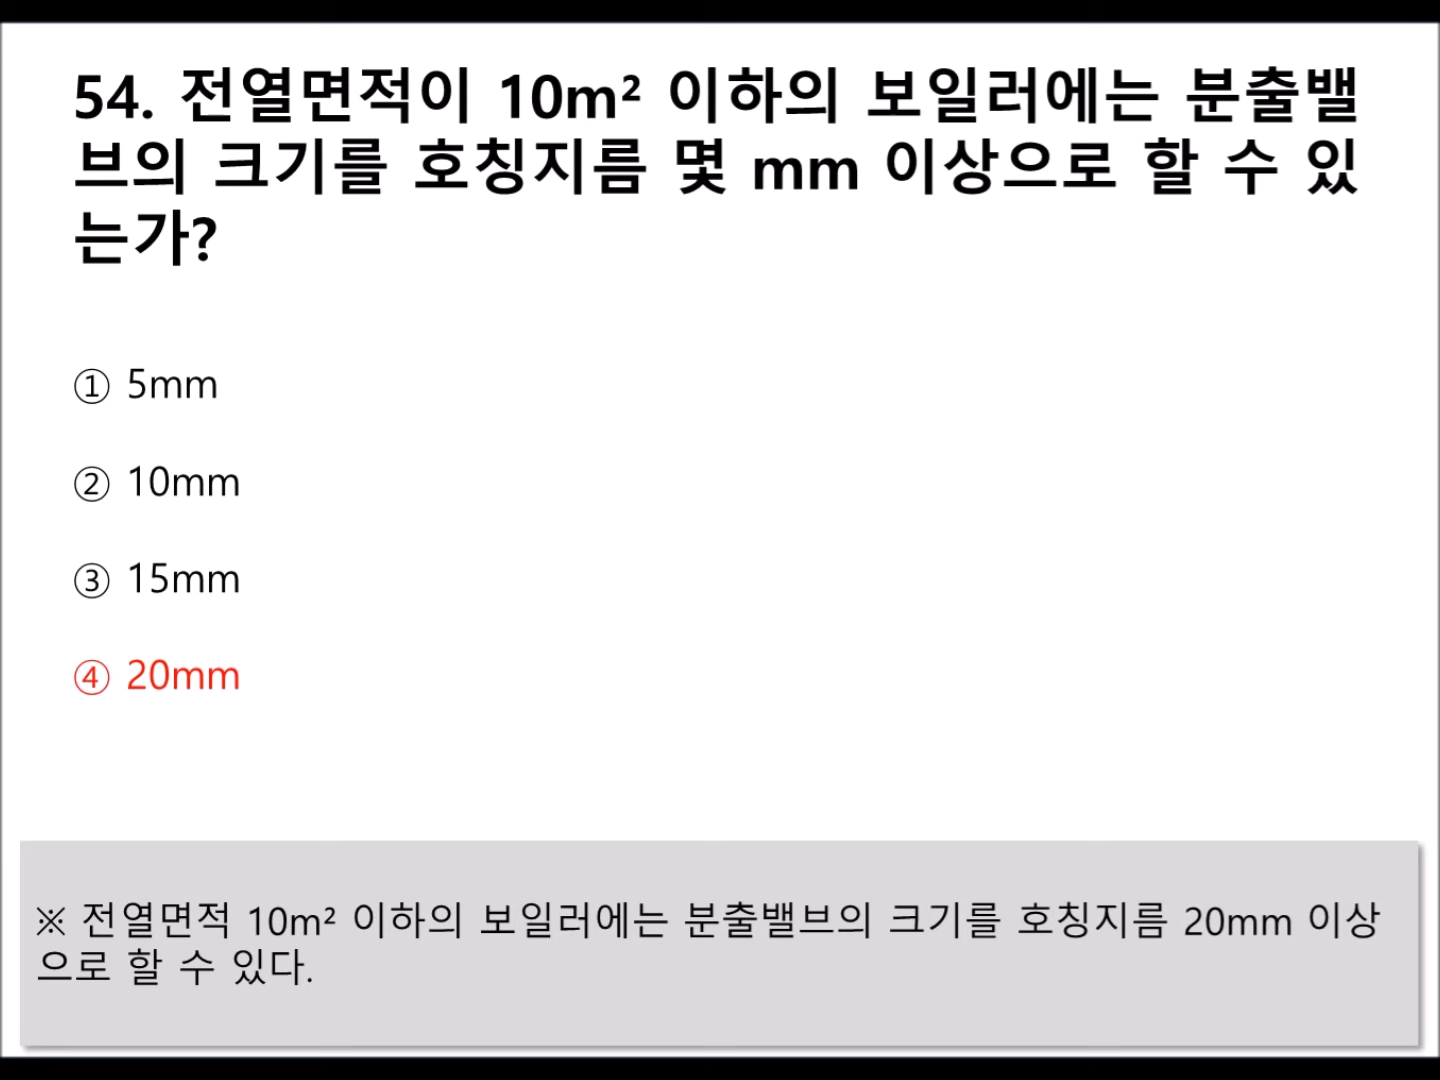 54. 전열면적이 10m² 이하의 보일러에는 분출밸
브의 크기를 호칭지름 몇 mm 이상으로 할 수 있
는가?
① 5mm
② 10mm
③ 15mm
④ 20mm
※ 전열면적 10m² 이하의 보일러에는 분출밸브의 크기를 호칭지름 20mm 이상
으로 할 수 있다.